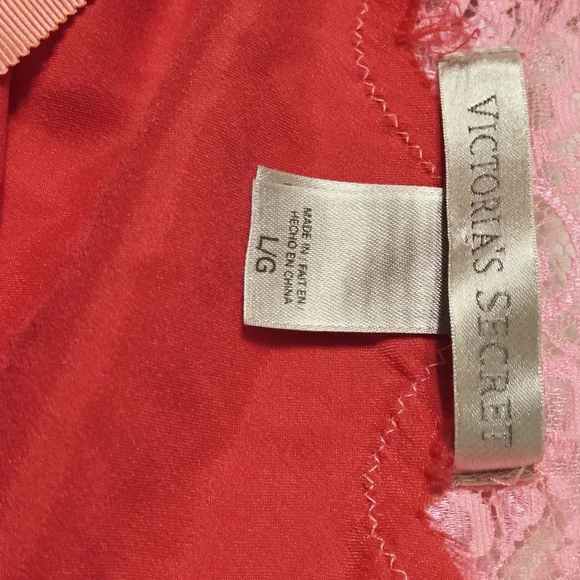 VICTORIA'S SECRET
MADE IN / FAIT EN /
HECHO EN CHINA
L/G